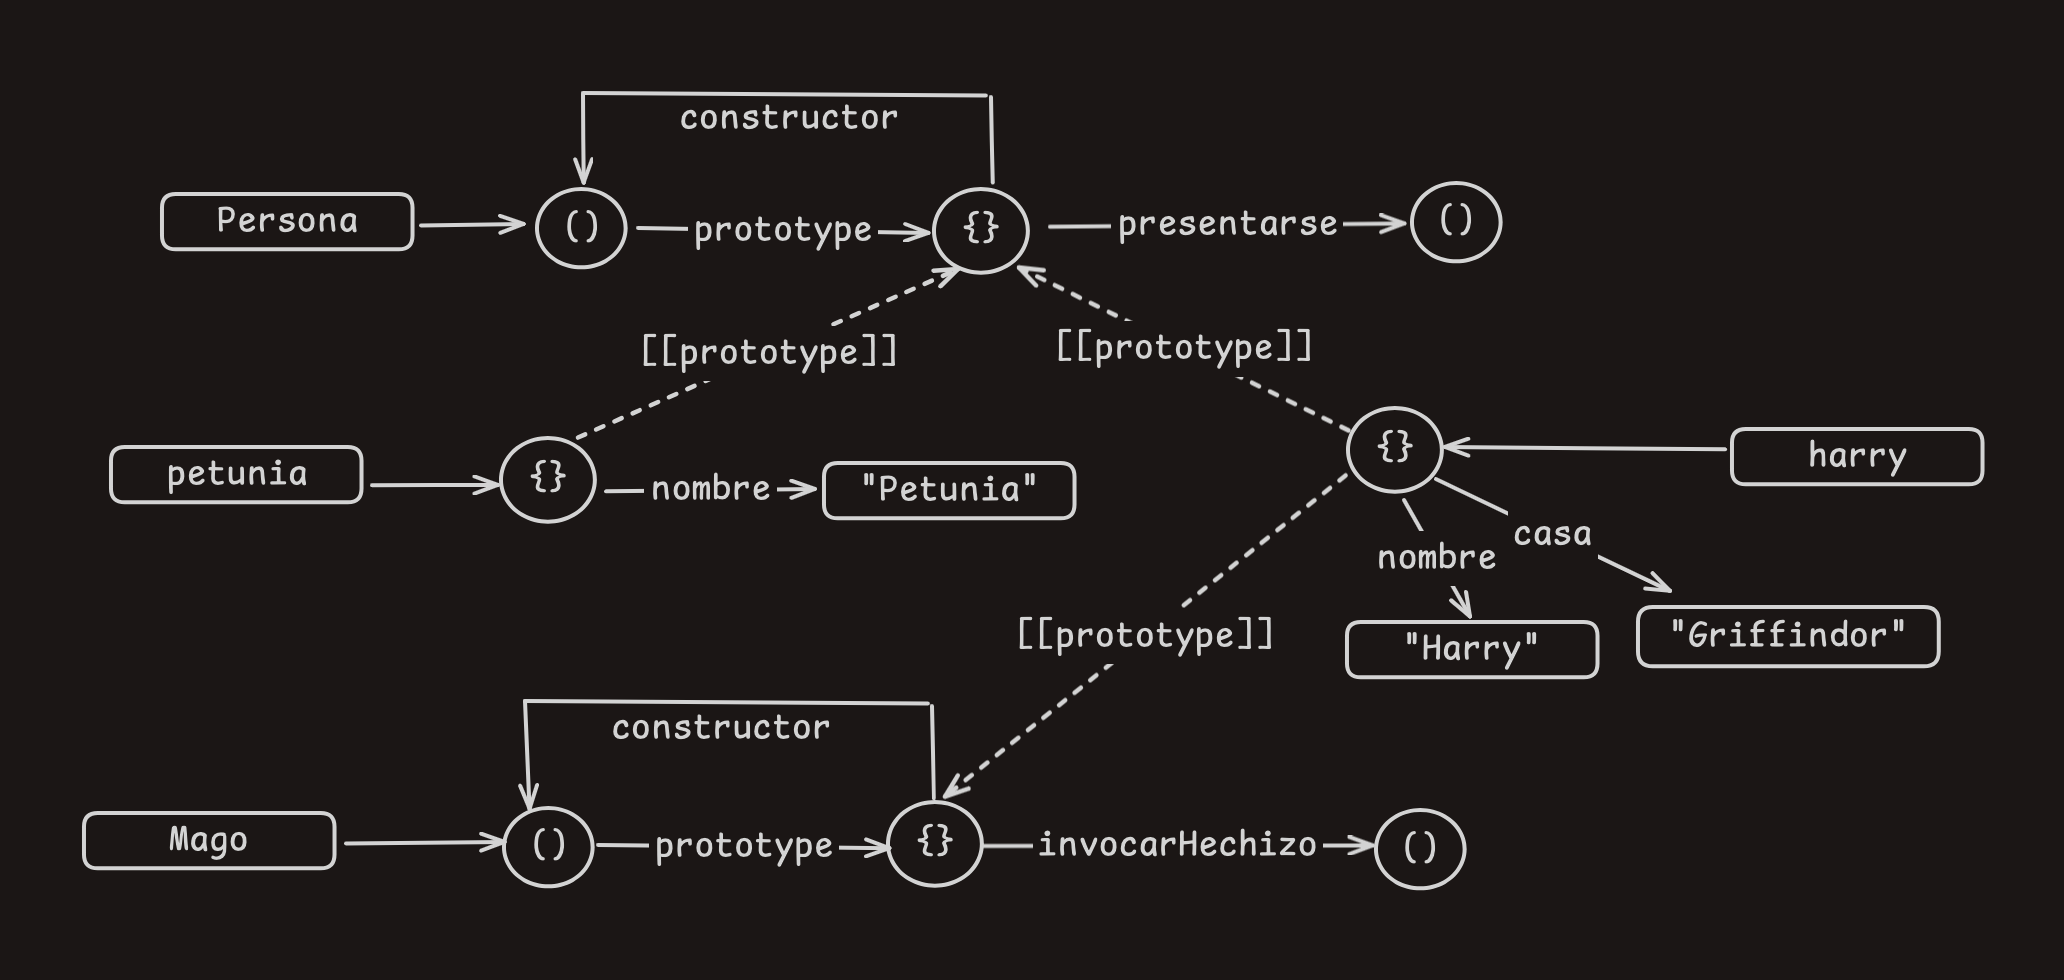 constructor
Persona
()
prototype
{}
presentarse
()
[[prototype]]
[[prototype]]
petunia
{}
nombre
"Petunia"
{}
harry
nombre
casa
"Harry"
"Griffindor"
[[prototype]]
constructor
Mago
()
prototype
{}
invocarHechizo
()